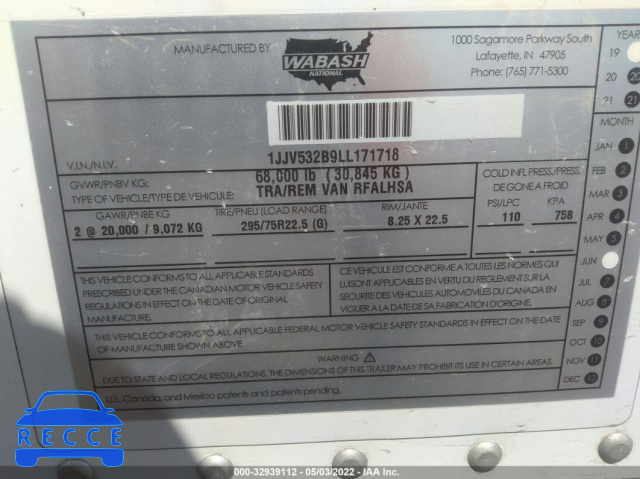 MANUFACTURED BY
WABASH
NATIONAL
1000 Sagamore Parkway South
Lafayette, IN 47905
Phone: (765) 771-5300
YEAR
19
20 20
21 21
MONTH
JAN 1
FEB 2
MAR 3
APR 4
MAY 5
JUN
JUL 7
AUG 8
SEP 9
OCT 10
NOV 11
DEC 12
V.I.N./N.I.V. 1JJV532B9LL171718
GVWR/PNBV KG: 68,000 lb ( 30,845 KG )
TYPE OF VEHICLE/TYPE DE VEHICULE: TRA/REM VAN RFALHSA
COLD INFL PRESS/PRESS
DE GONE A FROID
GAWR/PNBE KG TIRE/PNEU (LOAD RANGE) RIM/JANTE PSI/LPC KPA
2 @ 20,000 / 9,072 KG 295/75R22.5 (G) 8.25 X 22.5 110 758
THIS VEHICLE CONFORMS TO ALL APPLICABLE STANDARDS
PRESCRIBED UNDER THE CANADIAN MOTOR VEHICLE SAFETY
REGULATIONS IN EFFECT ON THE DATE OF ORIGINAL
MANUFACTURE.
CE VEHICULE EST CONFORME A TOUTES LES NORMES QUI
LUISONT APPLICABLES EN VERTU DU REGLEMENT SUR LA
SECURITE DES VEHICULES AUTOMOBILES DU CANADA EN
VIGUER A LA DATE DE SA FABRICATION D'ORIGINE.
THIS VEHICLE CONFORMS TO ALL APPLICABLE FEDERAL MOTOR VEHICLE SAFETY STANDARDS IN EFFECT ON THE DATE
OF MANUFACTURE SHOWN ABOVE.
WARNING
DUE TO STATE AND LOCAL REGULATIONS, THE DIMENSIONS OF THIS TRAILER MAY PROHIBIT ITS USE IN CERTAIN AREAS.
U.S., Canada, and Mexico patents and patents pending.
RECCE
000-32939112 - 05/03/2022 - IAA Inc.